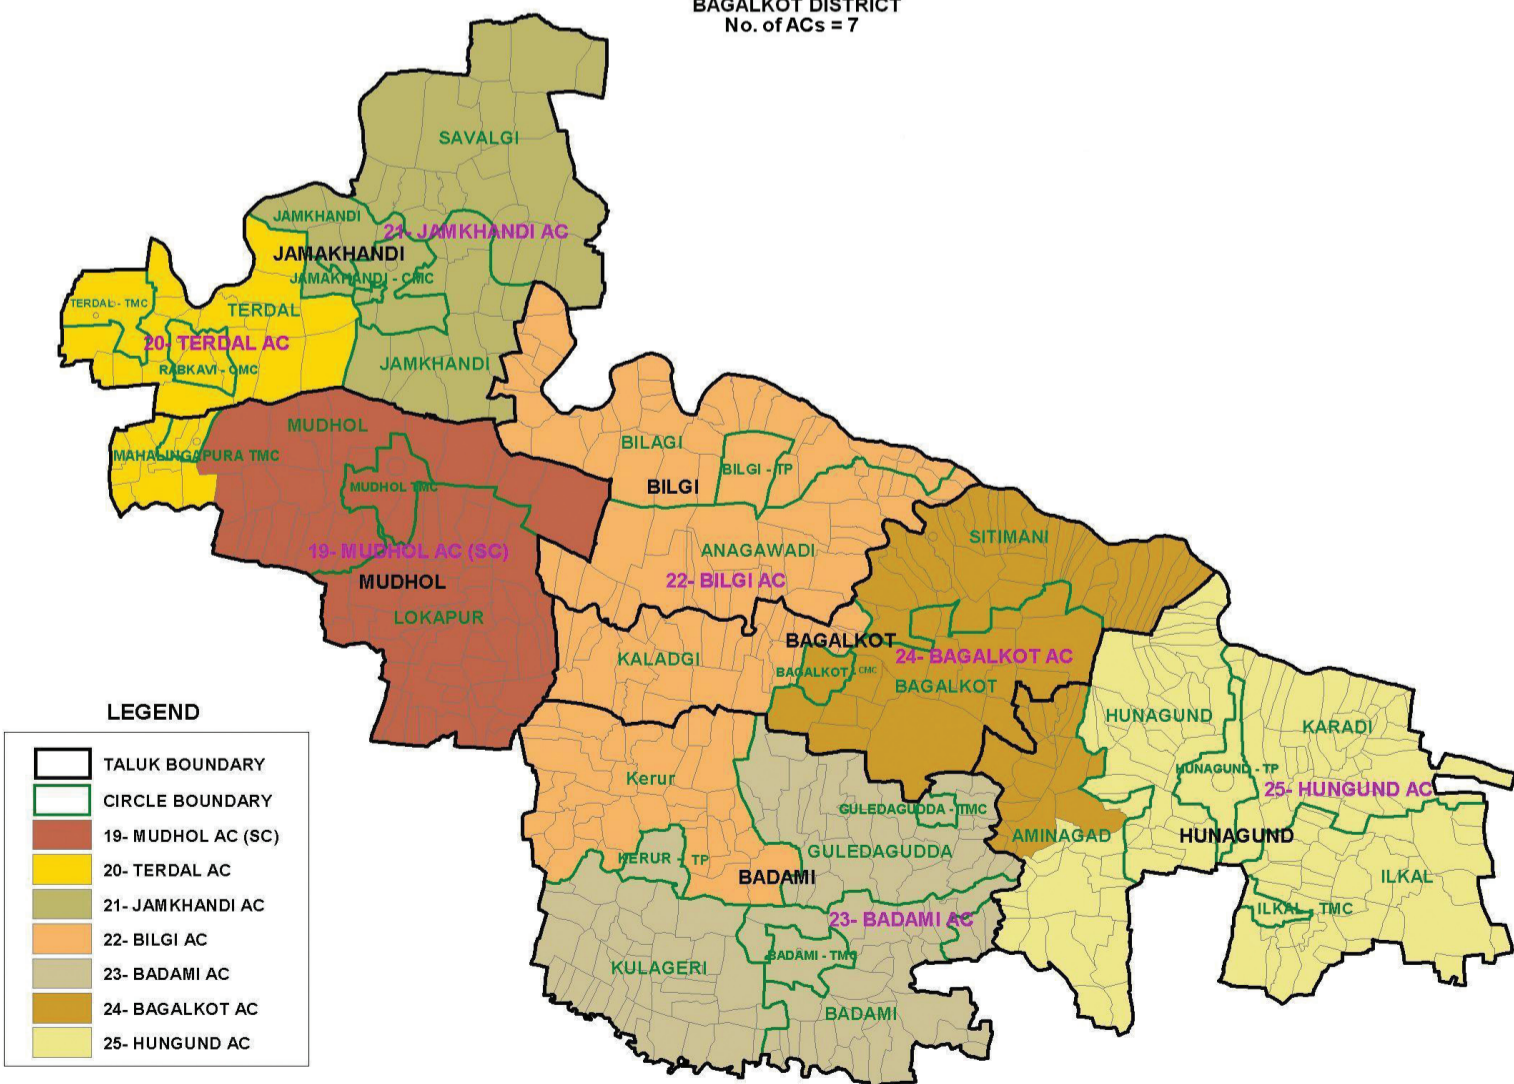 BAGALKOT DISTRICT
No. of ACs = 7
SAVALGI
JAMKHANDI
21- JAMKHANDI AC
JAMAKHANDI
JAMAKHANDI - CMC
TERDAL - TMC
TERDAL
20- TERDAL AC
RABKAVI - CMC
JAMKHANDI
MUDHOL
MAHALINGAPURA TMC
MUDHOL TMC
BILAGI
BILGI - TP
BILGI
19- MUDHOL AC (SC)
MUDHOL
LOKAPUR
ANAGAWADI
22- BILGI AC
SITIMANI
KALADGI
BAGALKOT
24- BAGALKOT AC
BAGALKOT - CMC
BAGALKOT
HUNAGUND
KARADI
HUNAGUND - TP
25- HUNGUND AC
Kerur
GULEDAGUDDA - TMC
AMINAGAD
HUNAGUND
GULEDAGUDDA
KERUR - TP
BADAMI
ILKAL
ILKAL - TMC
23- BADAMI AC
BADAMI - TMC
KULAGERI
BADAMI
LEGEND
TALUK BOUNDARY
CIRCLE BOUNDARY
19- MUDHOL AC (SC)
20- TERDAL AC
21- JAMKHANDI AC
22- BILGI AC
23- BADAMI AC
24- BAGALKOT AC
25- HUNGUND AC